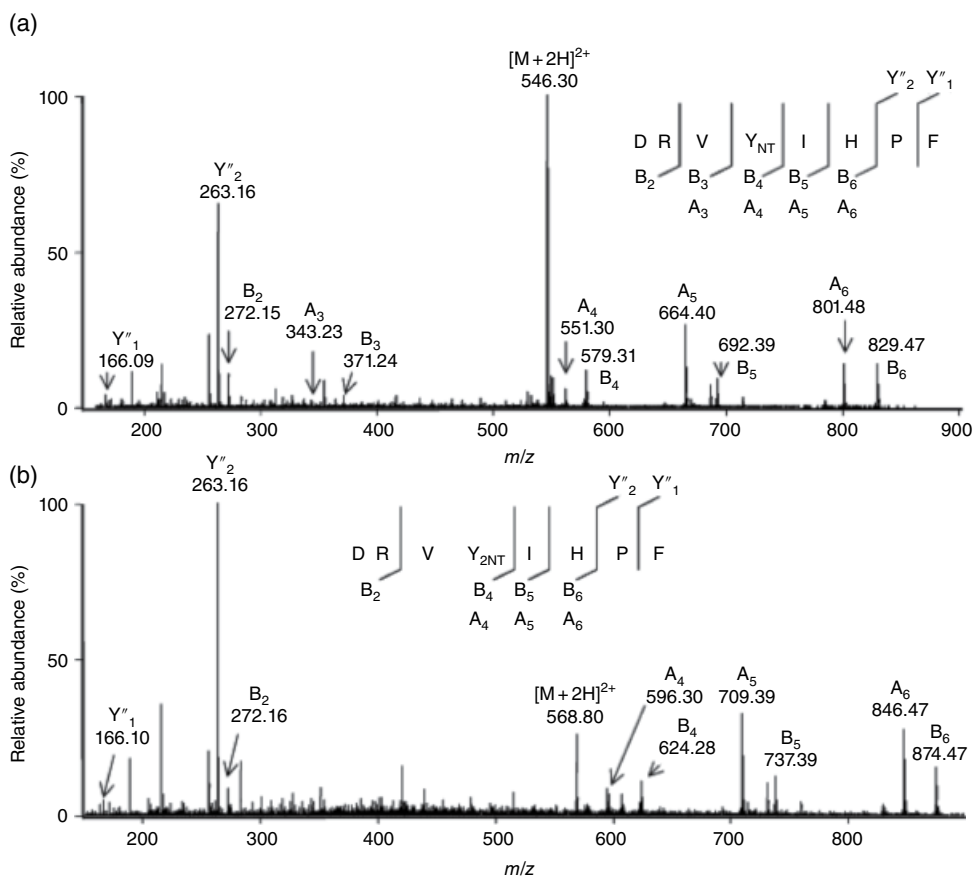 (a)
[M + 2H]²⁺
546.30
Y″₂ Y″₁
D R V Y_NT I H P F
B₂ B₃ B₄ B₅ B₆
A₃ A₄ A₅ A₆
Y″₂
263.16
B₂
272.15
A₃
343.23
B₃
371.24
Y″₁
166.09
A₄
551.30
579.31
B₄
A₅
664.40
692.39
B₅
A₆
801.48
829.47
B₆
Relative abundance (%)
100
50
0
200 300 400 500 600 700 800 900
m/z
(b)
Y″₂
263.16
Y″₂ Y″₁
D R V Y_2NT I H P F
B₂ B₄ B₅ B₆
A₄ A₅ A₆
Y″₁
166.10
B₂
272.16
[M + 2H]²⁺
568.80
A₄
596.30
B₄
624.28
A₅
709.39
B₅
737.39
A₆
846.47
B₆
874.47
Relative abundance (%)
100
50
0
200 300 400 500 600 700 800
m/z